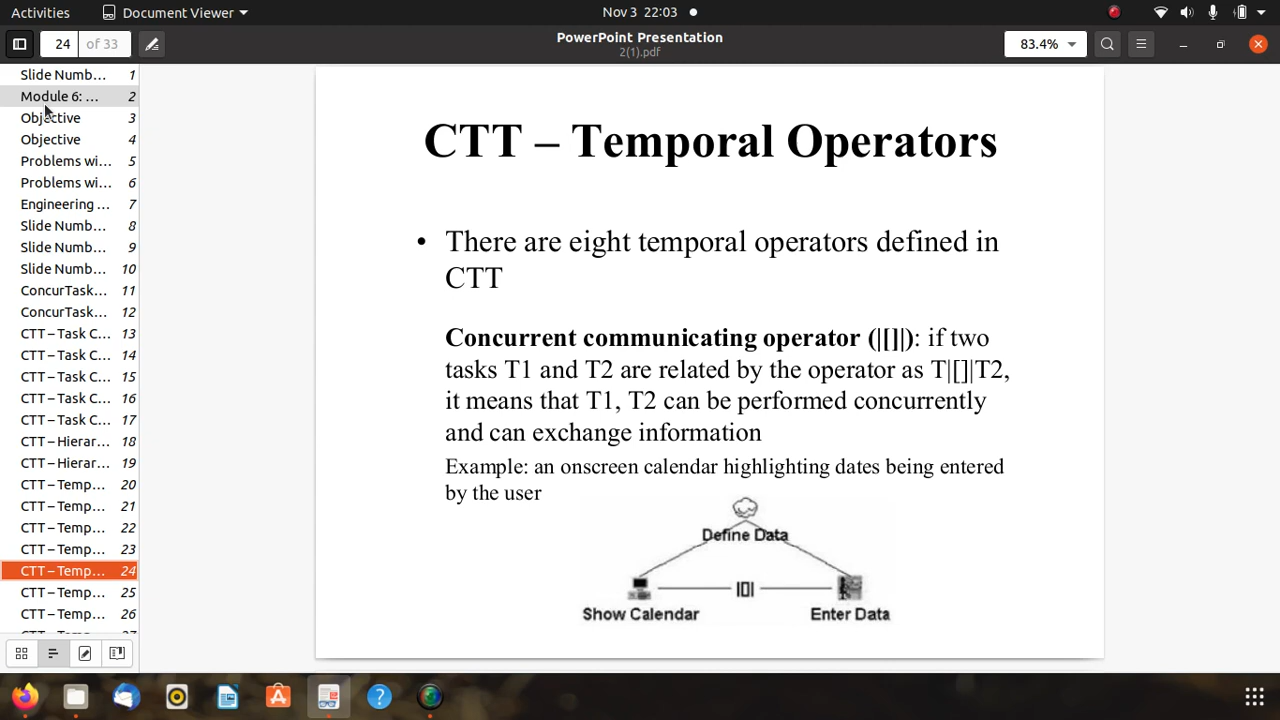 Activities
Document Viewer
Nov 3 22:03
24 of 33
PowerPoint Presentation
2(1).pdf
83.4%
Slide Numb... 1
Module 6: ... 2
Objective 3
Objective 4
Problems wi... 5
Problems wi... 6
Engineering ... 7
Slide Numb... 8
Slide Numb... 9
Slide Numb... 10
ConcurTask... 11
ConcurTask... 12
CTT – Task C... 13
CTT – Task C... 14
CTT – Task C... 15
CTT – Task C... 16
CTT – Task C... 17
CTT – Hierar... 18
CTT – Hierar... 19
CTT – Temp... 20
CTT – Temp... 21
CTT – Temp... 22
CTT – Temp... 23
CTT – Temp... 24
CTT – Temp... 25
CTT – Temp... 26
CTT – Temp... 27
CTT – Temporal Operators
• There are eight temporal operators defined in
CTT
Concurrent communicating operator (|[]|): if two
tasks T1 and T2 are related by the operator as T|[]|T2,
it means that T1, T2 can be performed concurrently
and can exchange information
Example: an onscreen calendar highlighting dates being entered
by the user
Define Data
|[]|
Show Calendar
Enter Data